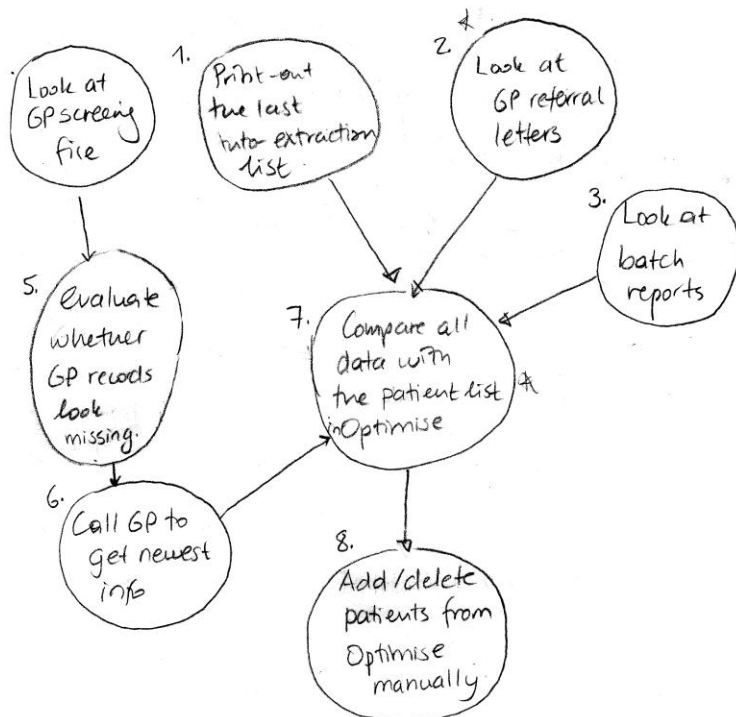 Look at
GP screening
file
1.
Print-out
the last
auto-extraction
list
2.
Look at
GP referral
letters
3.
Look at
batch
reports
5.
evaluate
whether
GP records
look
missing.
6.
Call GP to
get newest
info
7.
Compare all
data with
the patient list
in Optimise
8.
Add/delete
patients from
Optimise
manually